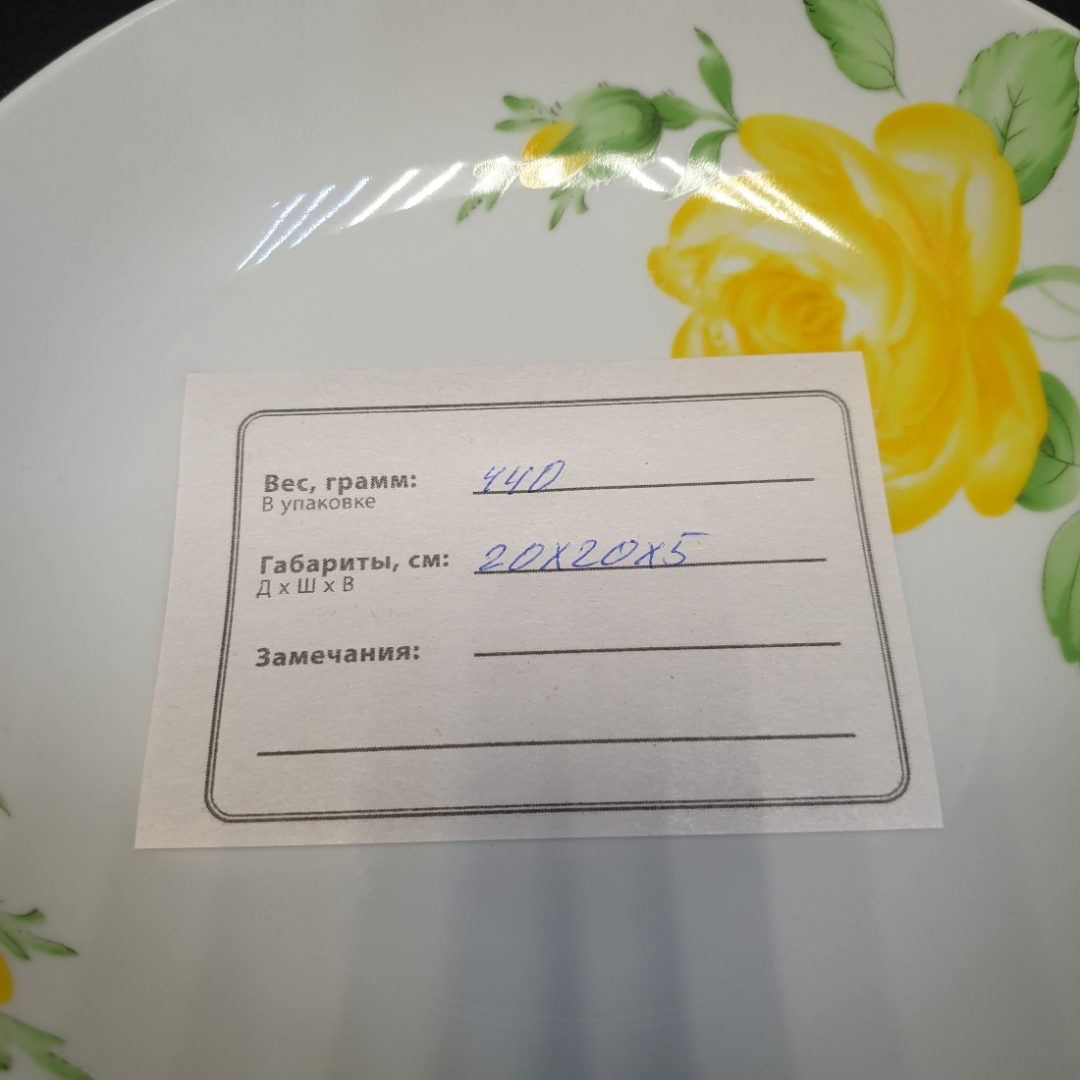 Вес, грамм: 440
В упаковке
Габариты, см: 20х20х5
Д х Ш х В
Замечания: